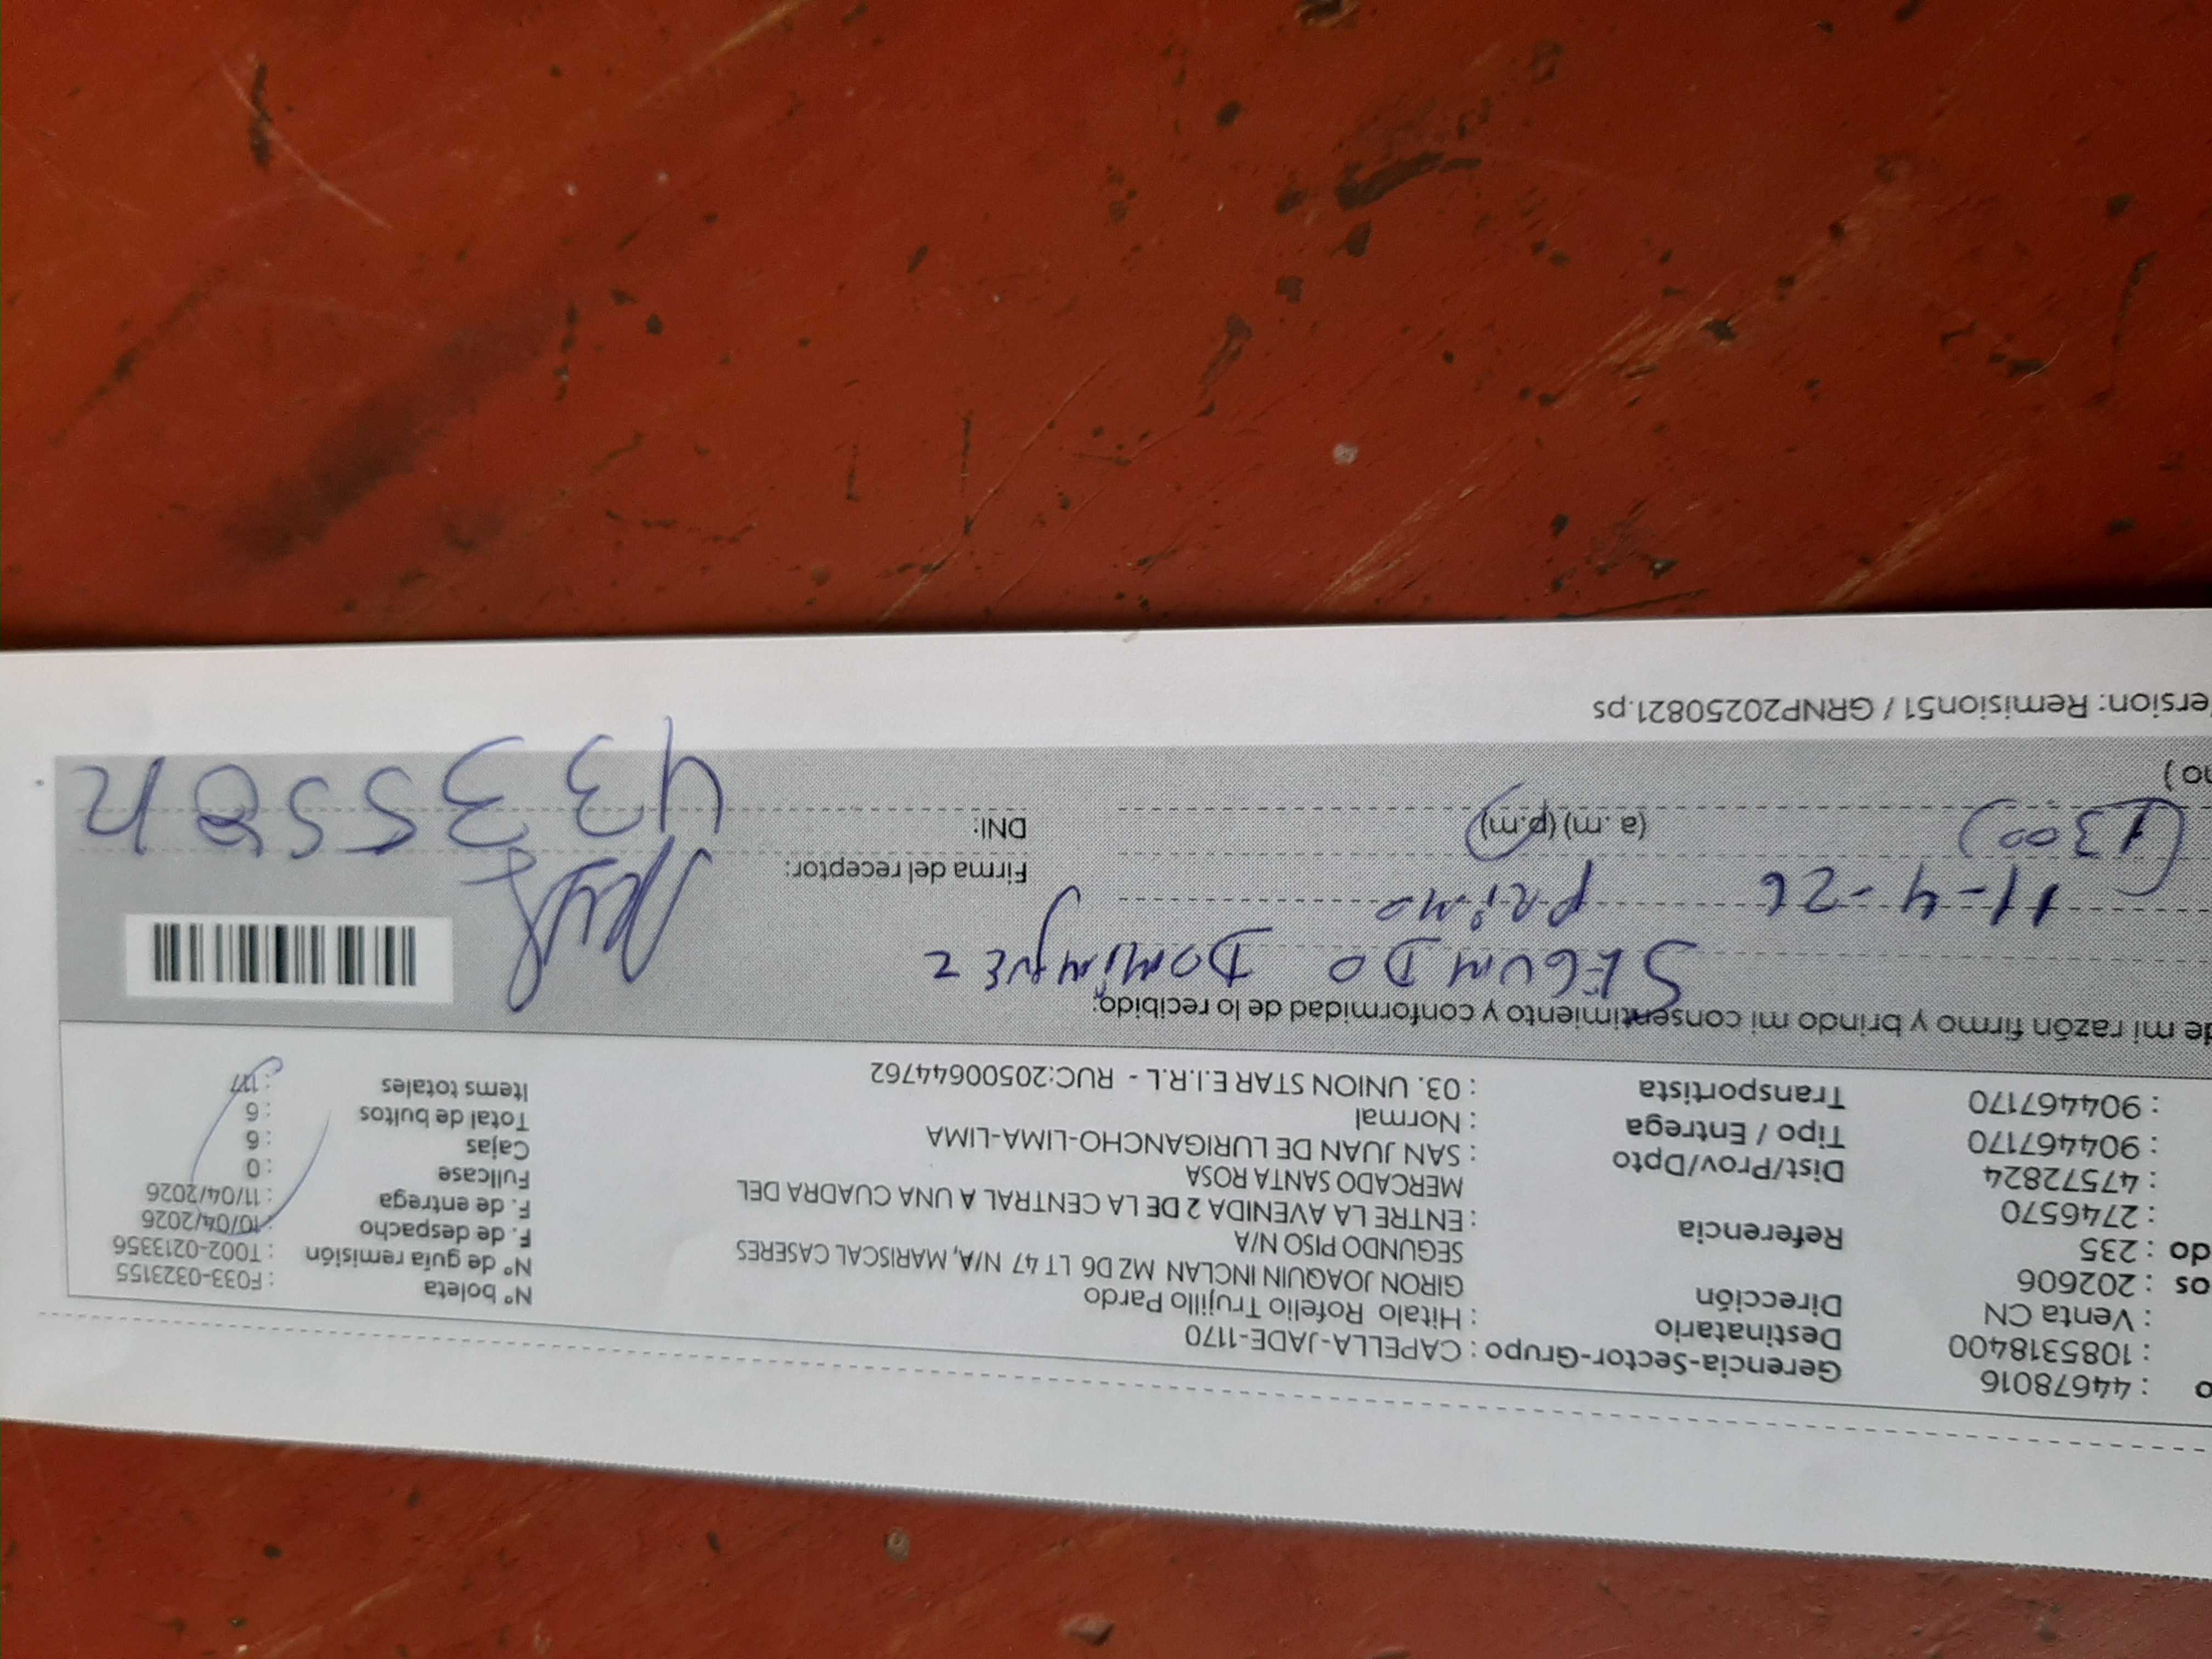 o : 44678016 Gerencia-Sector-Grupo : CAPELLA-JADE-1170
: 1085318400 Destinatario : Hitalo Rofelio Trujillo Pardo
: Venta CN Dirección GIRON JOAQUIN INCLAN MZ D6 LT 47 N/A, MARISCAL CASERES
os : 202606 SEGUNDO PISO N/A
do : 235 Referencia : ENTRE LA AVENIDA 2 DE LA CENTRAL A UNA CUADRA DEL
: 2746570 MERCADO SANTA ROSA
: 47572824 Dist/Prov/Dpto : SAN JUAN DE LURIGANCHO-LIMA-LIMA
: 904467170 Tipo / Entrega : Normal
: 904467170 Transportista : 03. UNION STAR E.I.R.L - RUC:20500644762
N° boleta : F033-0323155
N° de guía remisión : T002-0213356
F. de despacho : 10/04/2026
F. de entrega : 11/04/2026
Fullcase : 0
Cajas : 6
Total de bultos : 6
Items totales : 117
de mi razón firmo y brindo mi consentimiento y conformidad de lo recibido:
SEGUNDO DOMINGUEZ
11-4-26 PRIMO
Firma del receptor:
(1300) (a. m) (p.m)
DNI:
no)
ersion: Remision51 / GRNP20250821.ps